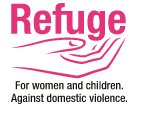 Refuge
For women and children.
Against domestic violence.